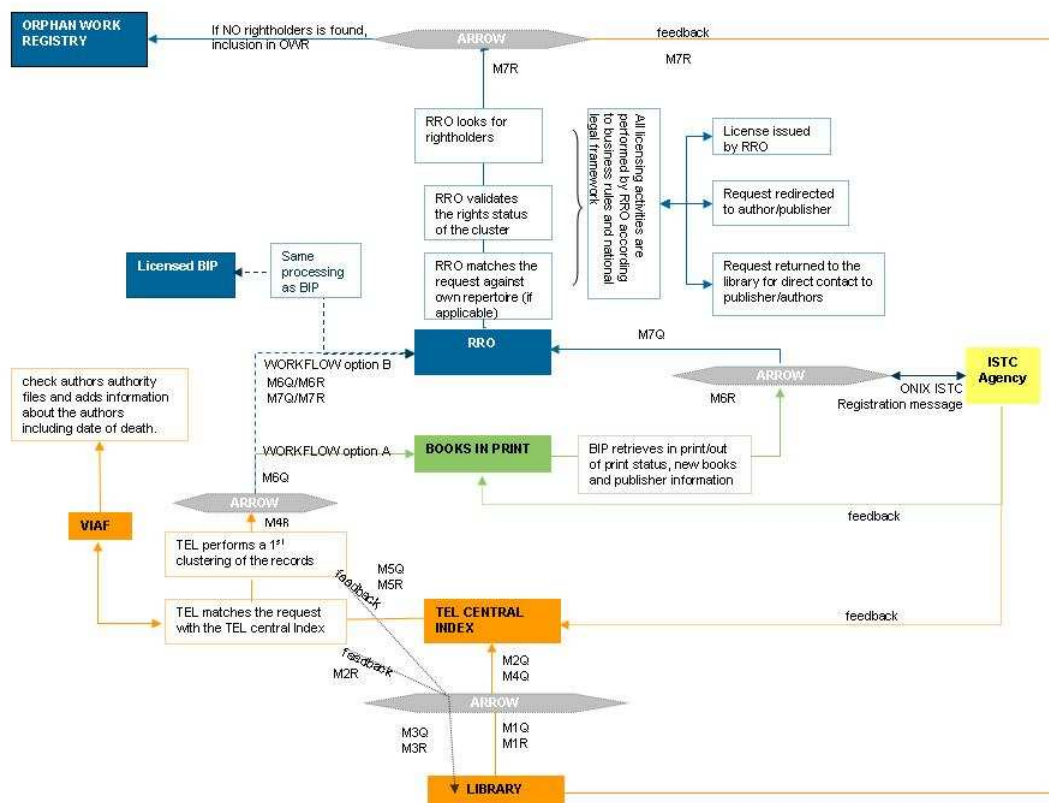 ORPHAN WORK
REGISTRY
If NO rightholders is found,
inclusion in OWR
ARROW
feedback
M7R
M7R
RRO looks for
rightholders
All licensing activities are
performed by RRO according
to business rules and national
legal framework
License issued
by RRO
RRO validates
the rights status
of the cluster
Request redirected
to author/publisher
Licensed BIP
Same
processing
as BIP
RRO matches the
request against
own repertoire (if
applicable)
Request returned to the
library for direct contact to
publisher/authors
RRO
M7Q
WORKFLOW option B
M6Q/M6R
M7Q/M7R
ARROW
M6R
ISTC
Agency
ONIX ISTC
Registration message
check authors authority
files and adds information
about the authors
including date of death.
WORKFLOW option A
BOOKS IN PRINT
BIP retrieves in print/out
of print status, new books
and publisher information
M6Q
ARROW
M4R
VIAF
feedback
TEL performs a 1st
clustering of the records
M5Q
M5R
feedback
TEL matches the request
with the TEL central Index
TEL CENTRAL
INDEX
feedback
feedback
M2R
M2Q
M4Q
ARROW
M3Q
M3R
M1Q
M1R
LIBRARY